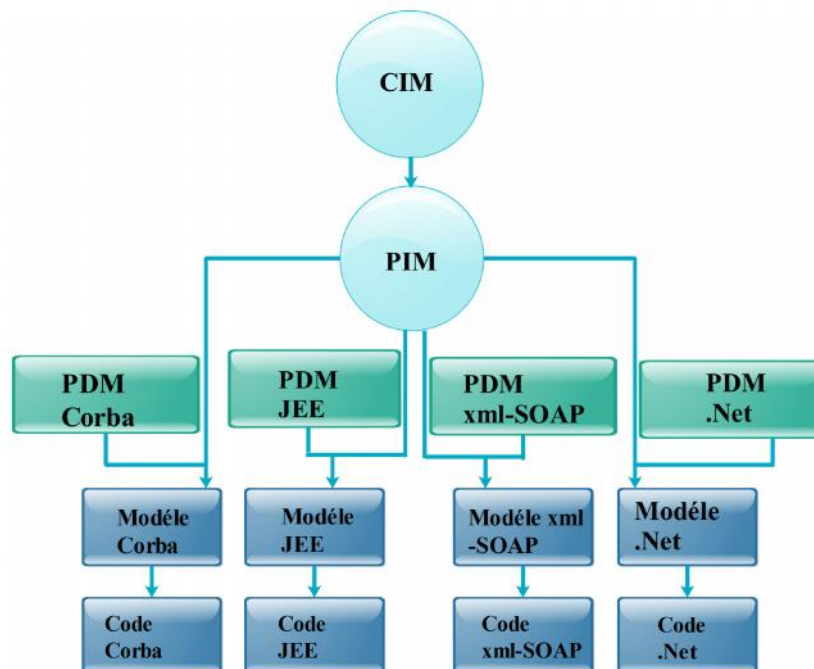 CIM
PIM
PDM
Corba
PDM
JEE
PDM
xml-SOAP
PDM
.Net
Modéle
Corba
Modéle
JEE
Modéle xml
-SOAP
Modéle
.Net
Code
Corba
Code
JEE
Code
xml-SOAP
Code
.Net